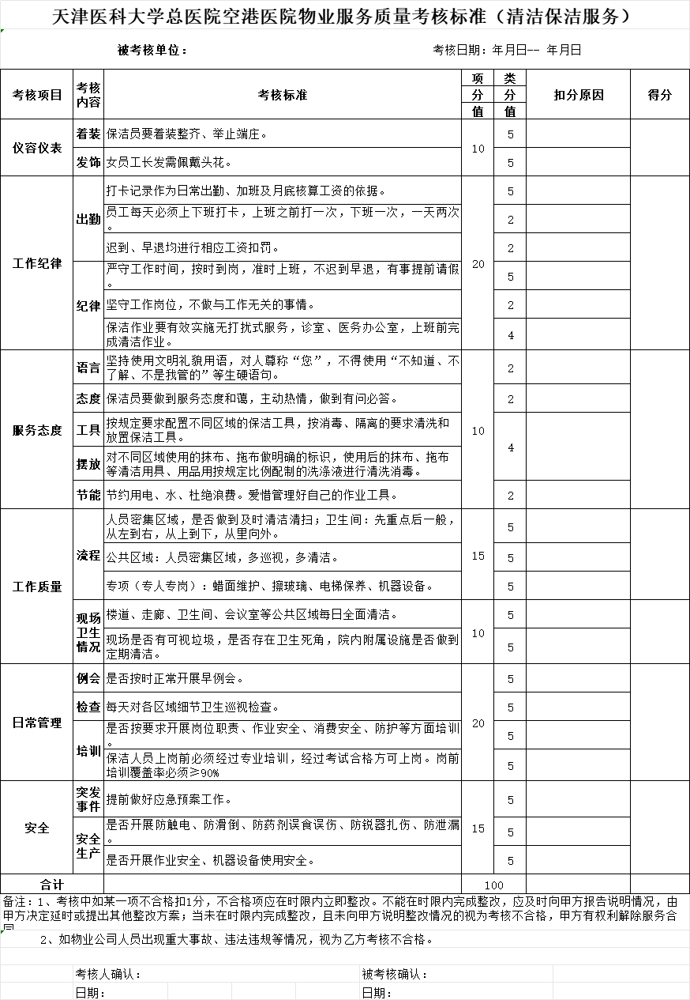 天津医科大学总医院空港医院物业服务质量考核标准（清洁保洁服务）
被考核单位：
考核日期：年月日-- 年月日
考核项目
考核
内容
考核标准
项
分
值
类
分
值
扣分原因
得分
仪容仪表
着装
保洁员要着装整齐、举止端庄。
10
5
发饰
女员工长发需佩戴头花。
5
工作纪律
出勤
打卡记录作为日常出勤、加班及月底核算工资的依据。
20
5
员工每天必须上下班打卡，上班之前打一次，下班一次，一天两次
。
2
迟到、早退均进行相应工资扣罚。
2
纪律
严守工作时间，按时到岗，准时上班，不迟到早退，有事提前请假
。
5
坚守工作岗位，不做与工作无关的事情。
2
保洁作业要有效实施无打扰式服务，诊室、医务办公室，上班前完
成清洁作业。
4
服务态度
语言
坚持使用文明礼貌用语，对人尊称“您”，不得使用“不知道、不
了解、不是我管的”等生硬语句。
10
2
态度
保洁员要做到服务态度和蔼，主动热情，做到有问必答。
2
工具
按规定要求配置不同区域的保洁工具，按消毒、隔离的要求清洗和
放置保洁工具。
4
摆放
对不同区域使用的抹布、拖布做明确的标识，使用后的抹布、拖布
等清洁用具、用品用按规定比例配制的洗涤液进行清洗消毒。
节能
节约用电、水、杜绝浪费。爱惜管理好自己的作业工具。
2
工作质量
流程
人员密集区域，是否做到及时清洁清扫；卫生间：先重点后一般，
从左到右，从上到下，从里向外。
15
5
公共区域：人员密集区域，多巡视，多清洁。
5
专项（专人专岗）：蜡面维护、擦玻璃、电梯保养、机器设备。
5
现场
卫生
情况
楼道、走廊、卫生间、会议室等公共区域每日全面清洁。
10
5
现场是否有可视垃圾，是否存在卫生死角，院内附属设施是否做到
定期清洁。
5
日常管理
例会
是否按时正常开展早例会。
20
5
检查
每天对各区域细节卫生巡视检查。
5
培训
是否按要求开展岗位职责、作业安全、消费安全、防护等方面培训
。
5
保洁人员上岗前必须经过专业培训，经过考试合格方可上岗。岗前
培训覆盖率必须≥90%
5
安全
突发
事件
提前做好应急预案工作。
15
5
安全
生产
是否开展防触电、防滑倒、防药剂误食误伤、防锐器扎伤、防泄漏
。
5
是否开展作业安全、机器设备使用安全。
5
合计
100
备注：1、考核中如某一项不合格扣1分，不合格项应在时限内立即整改。不能在时限内完成整改，应及时向甲方报告说明情况，由
甲方决定延时或提出其他整改方案；当未在时限内完成整改，且未向甲方说明整改情况的视为考核不合格，甲方有权利解除服务合
同
2、如物业公司人员出现重大事故、违法违规等情况，视为乙方考核不合格。
考核人确认：
被考核确认：
日期：
日期：